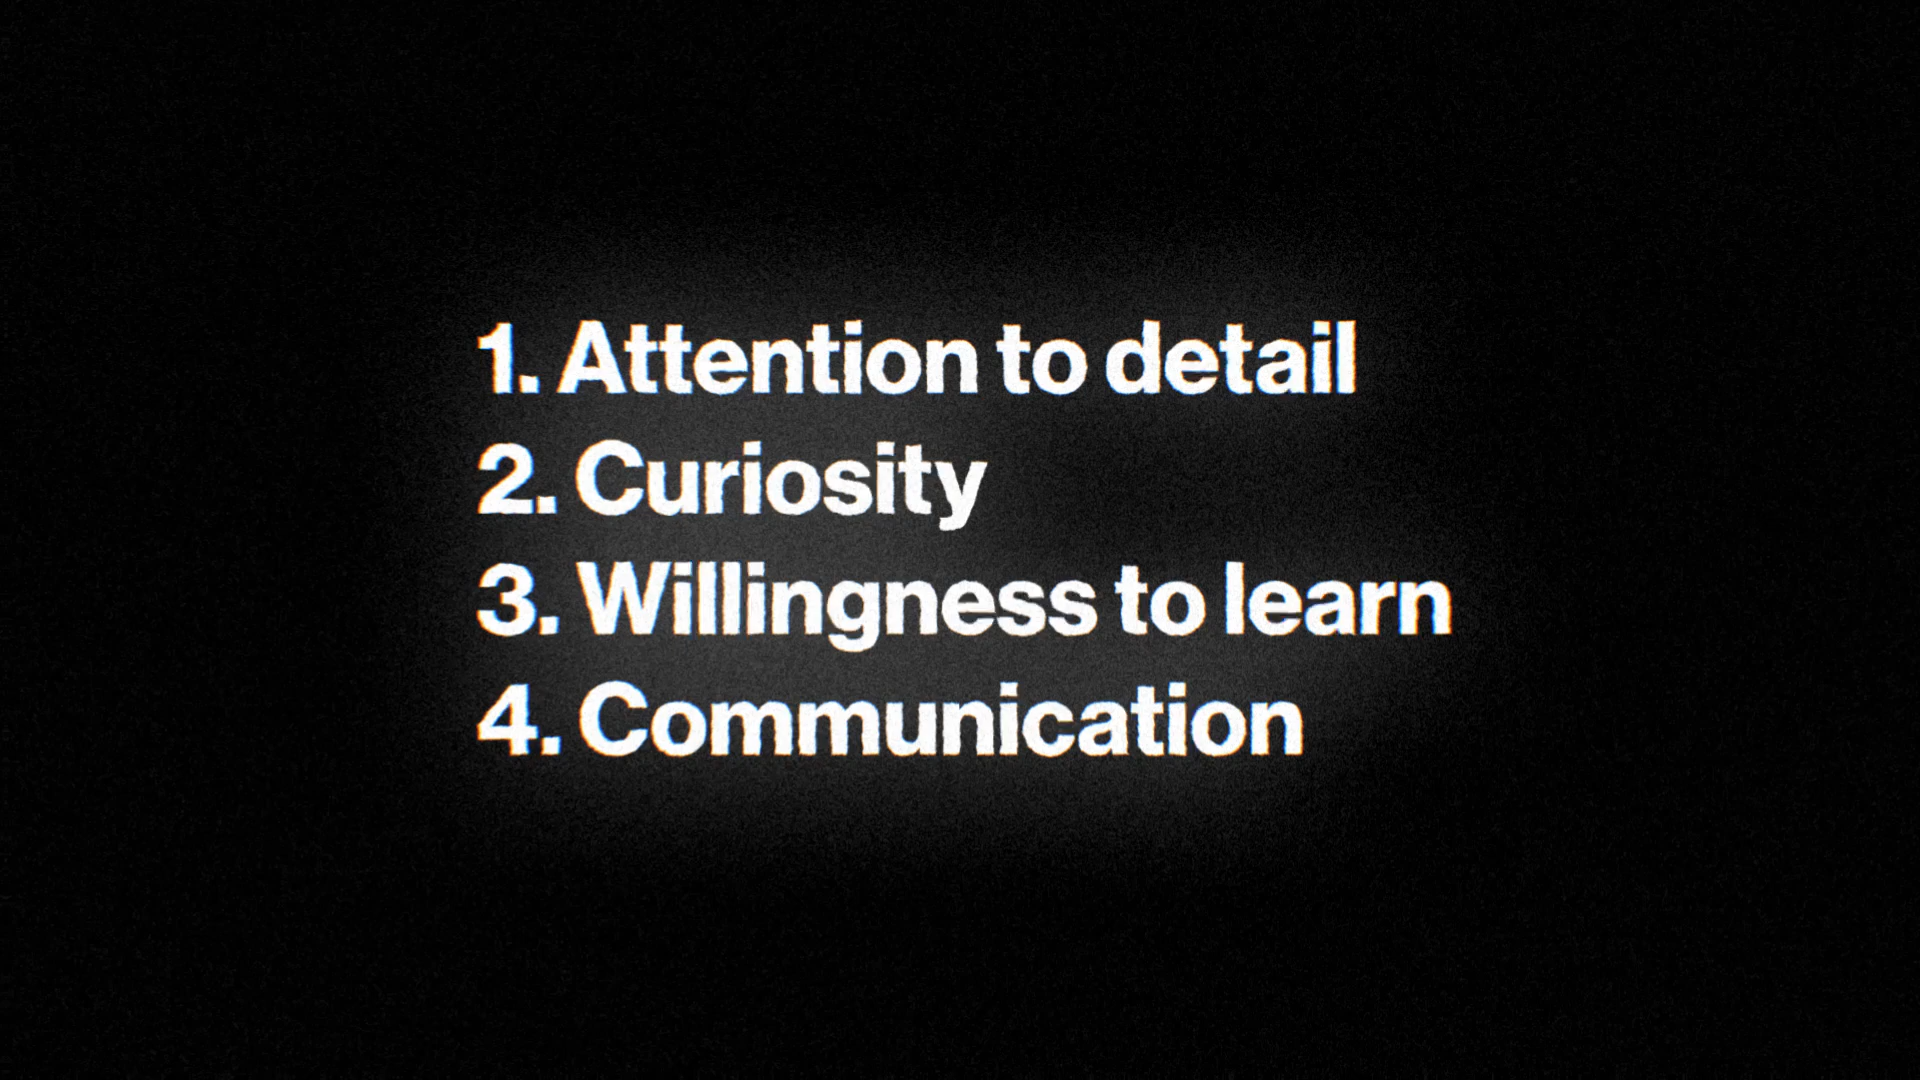 1. Attention to detail
2. Curiosity
3. Willingness to learn
4. Communication